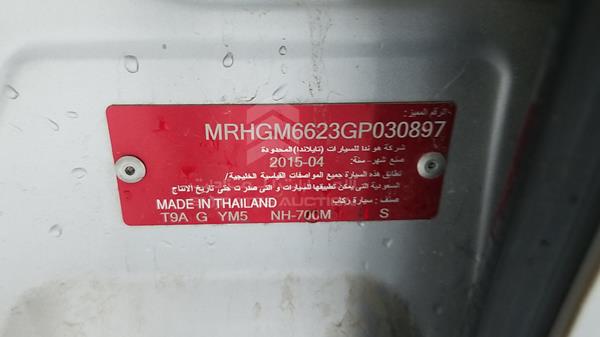 الرقم المميز:
MRHGM6623GP030897
شركة هوندا للسيارات (تايلاندا) المحدودة
صنع شهر- سنة: 2015-04
تطابق هذه السيارة جميع المواصفات القياسية الخليجية/
السعودية التي يمكن تطبيقها للسيارات و التي صدرت حتى تاريخ الانتاج
صنف: سيارة ركاب
MADE IN THAILAND
T9A G YM5 NH-700M S
AUCTION